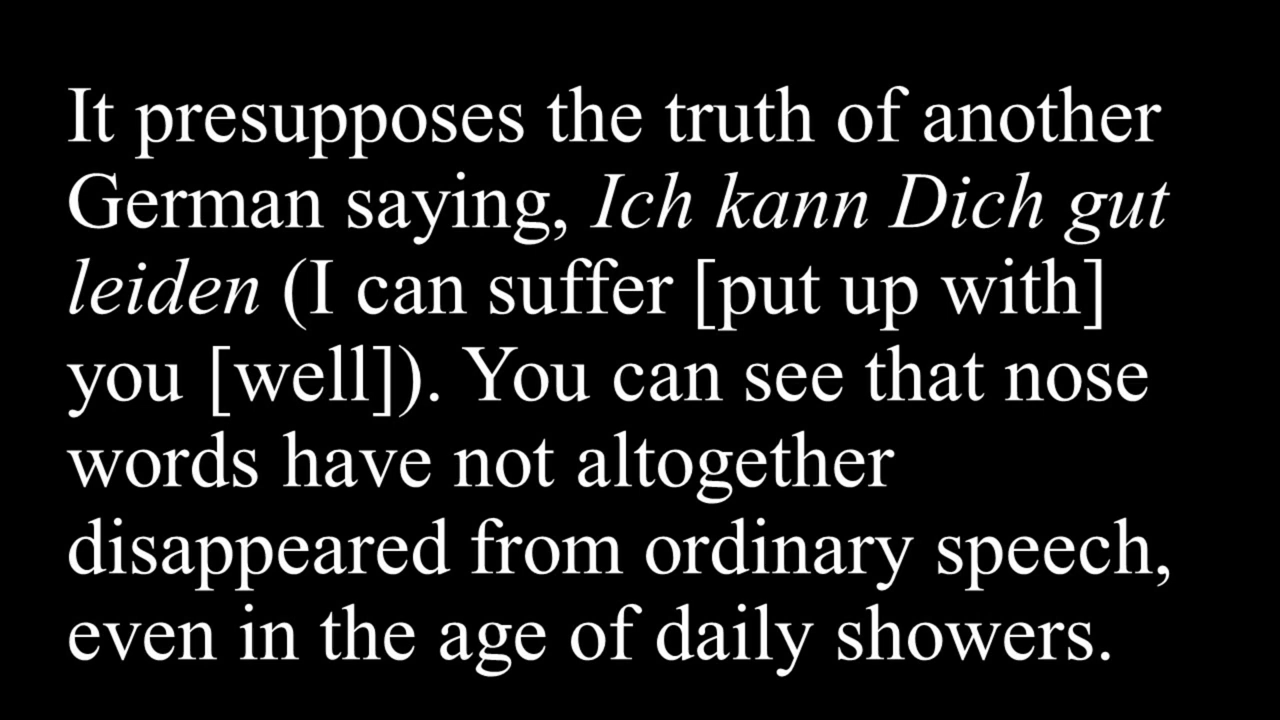 It presupposes the truth of another
German saying, Ich kann Dich gut
leiden (I can suffer [put up with]
you [well]). You can see that nose
words have not altogether
disappeared from ordinary speech,
even in the age of daily showers.